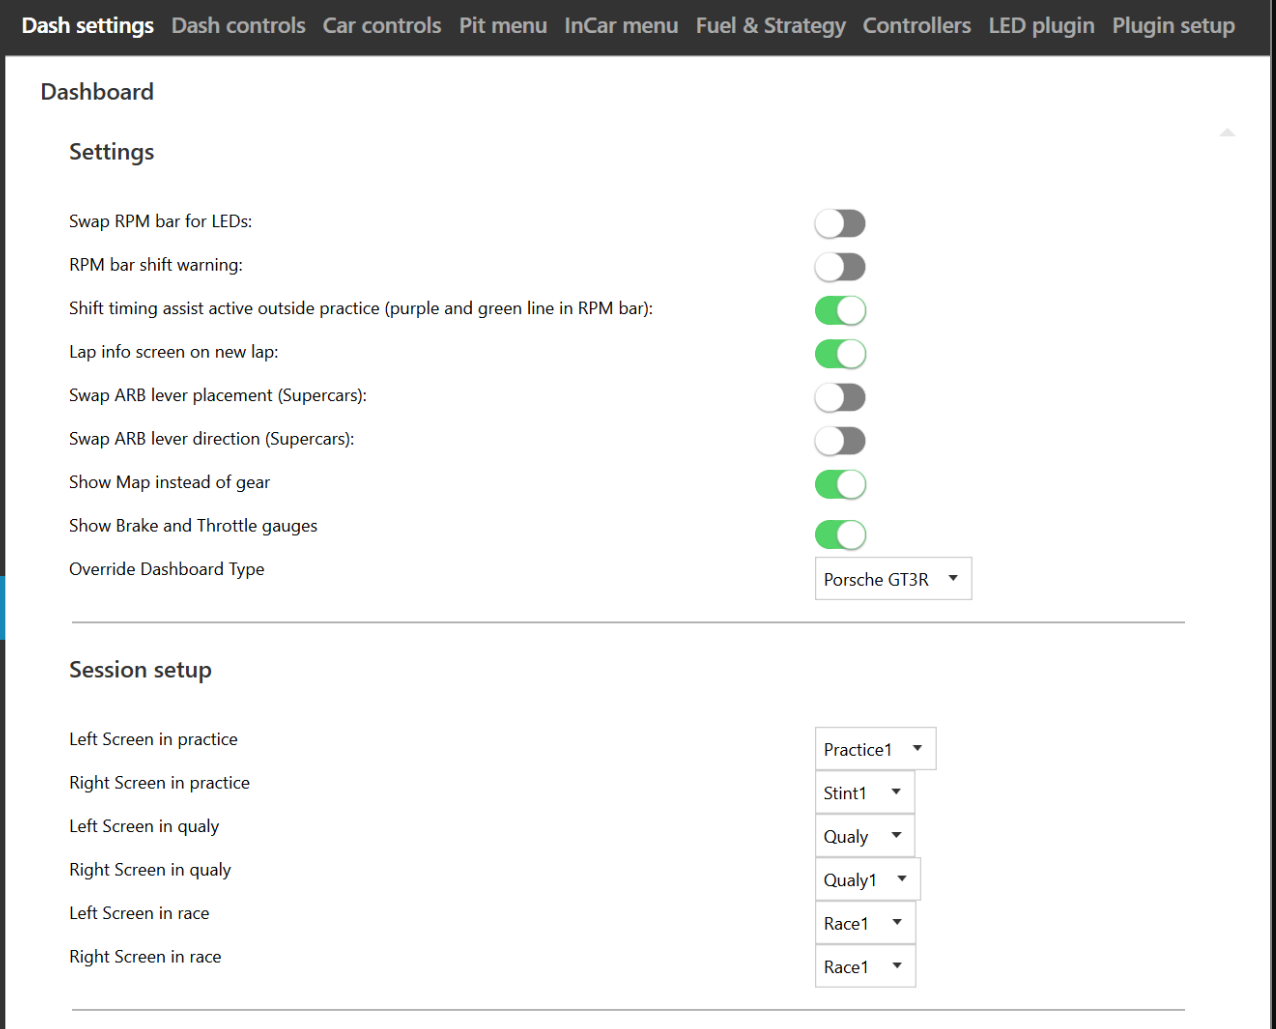 Dash settings Dash controls Car controls Pit menu InCar menu Fuel & Strategy Controllers LED plugin Plugin setup
Dashboard
Settings
Swap RPM bar for LEDs:
RPM bar shift warning:
Shift timing assist active outside practice (purple and green line in RPM bar):
Lap info screen on new lap:
Swap ARB lever placement (Supercars):
Swap ARB lever direction (Supercars):
Show Map instead of gear
Show Brake and Throttle gauges
Override Dashboard Type Porsche GT3R
Session setup
Left Screen in practice Practice1
Right Screen in practice Stint1
Left Screen in qualy Qualy
Right Screen in qualy Qualy1
Left Screen in race Race1
Right Screen in race Race1